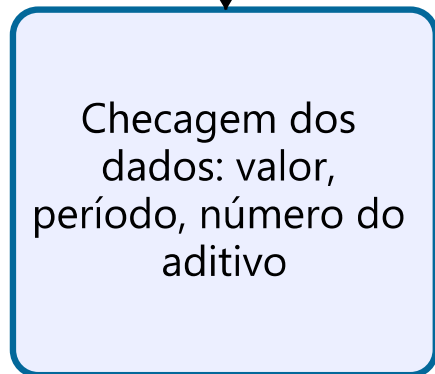 Checagem dos
dados: valor,
período, número do
aditivo